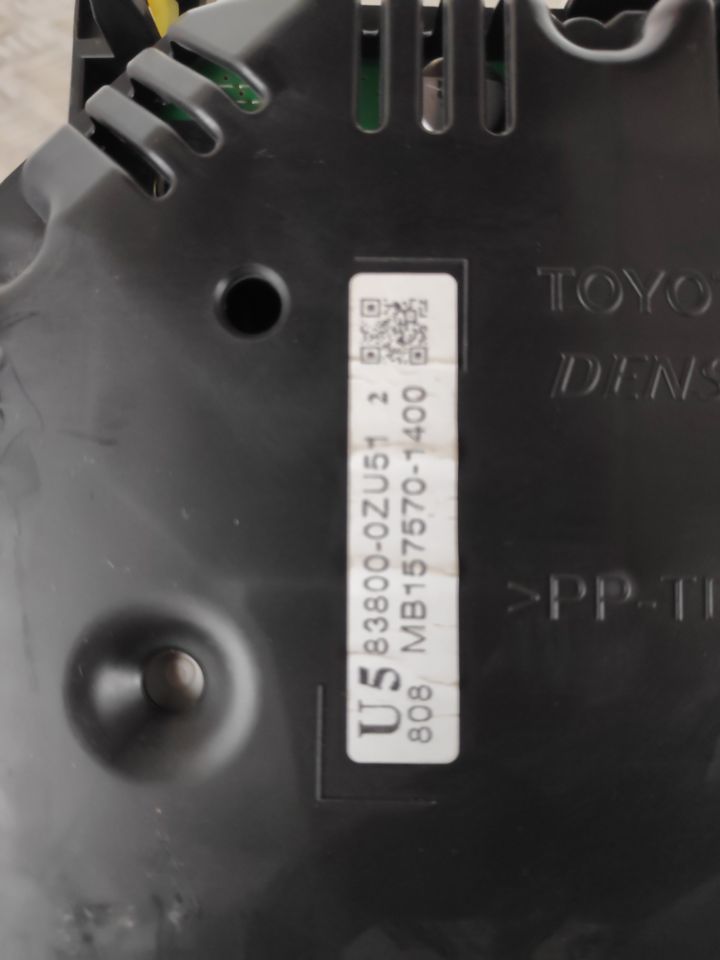 U5 83800-0ZU51 2
808 MB157570-1400
TOYO
DENS
>PP-T